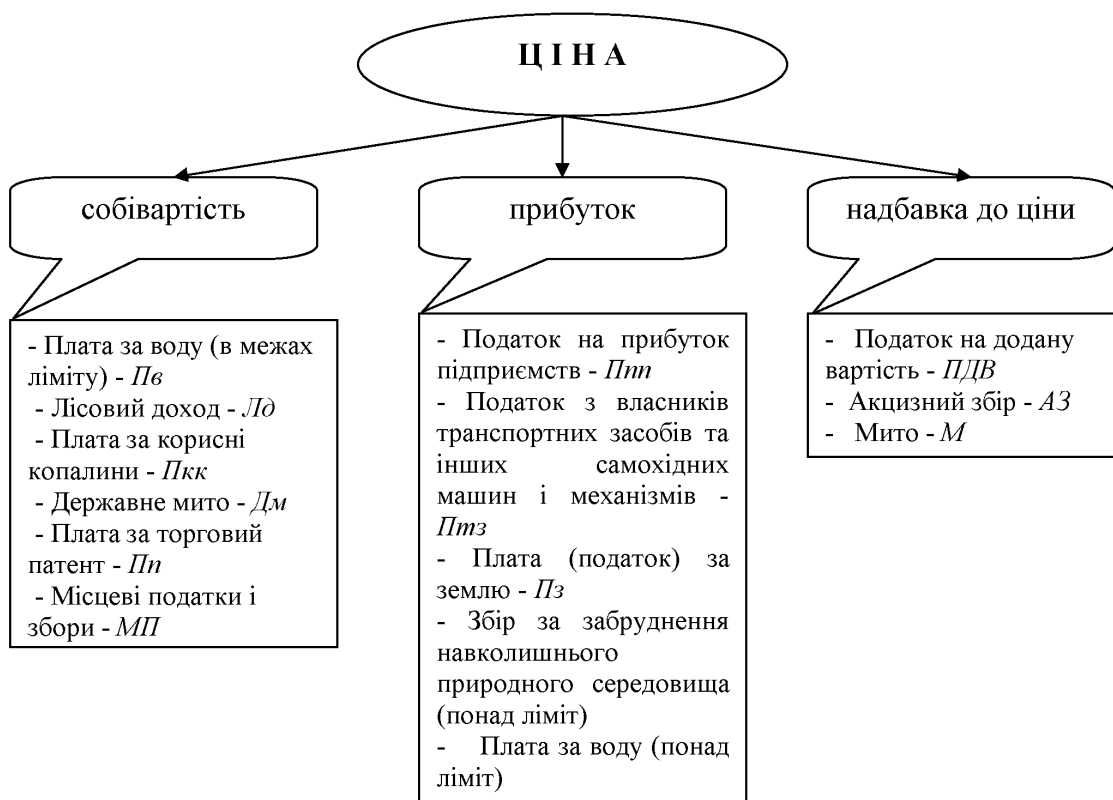 Ц І Н А
собівартість
прибуток
надбавка до ціни
- Плата за воду (в межах
ліміту) - Пв
- Лісовий доход - Лд
- Плата за корисні
копалини - Пкк
- Державне мито - Дм
- Плата за торговий
патент - Пп
- Місцеві податки і
збори - МП
- Податок на прибуток
підприємств - Ппп
- Податок з власників
транспортних засобів та
інших самохідних
машин і механізмів -
Птз
- Плата (податок) за
землю - Пз
- Збір за забруднення
навколишнього
природного середовища
(понад ліміт)
- Плата за воду (понад
ліміт)
- Податок на додану
вартість - ПДВ
- Акцизний збір - АЗ
- Мито - М